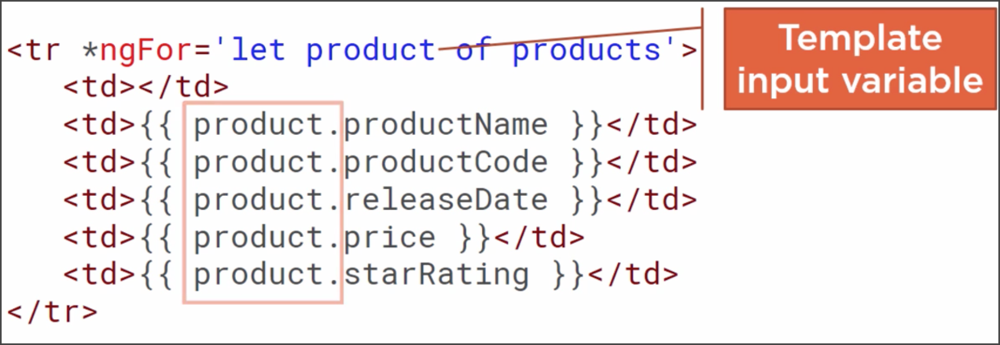 <tr *ngFor='let product of products'>
<td></td>
<td>{{ product.productName }}</td>
<td>{{ product.productCode }}</td>
<td>{{ product.releaseDate }}</td>
<td>{{ product.price }}</td>
<td>{{ product.starRating }}</td>
</tr>
Template
input variable